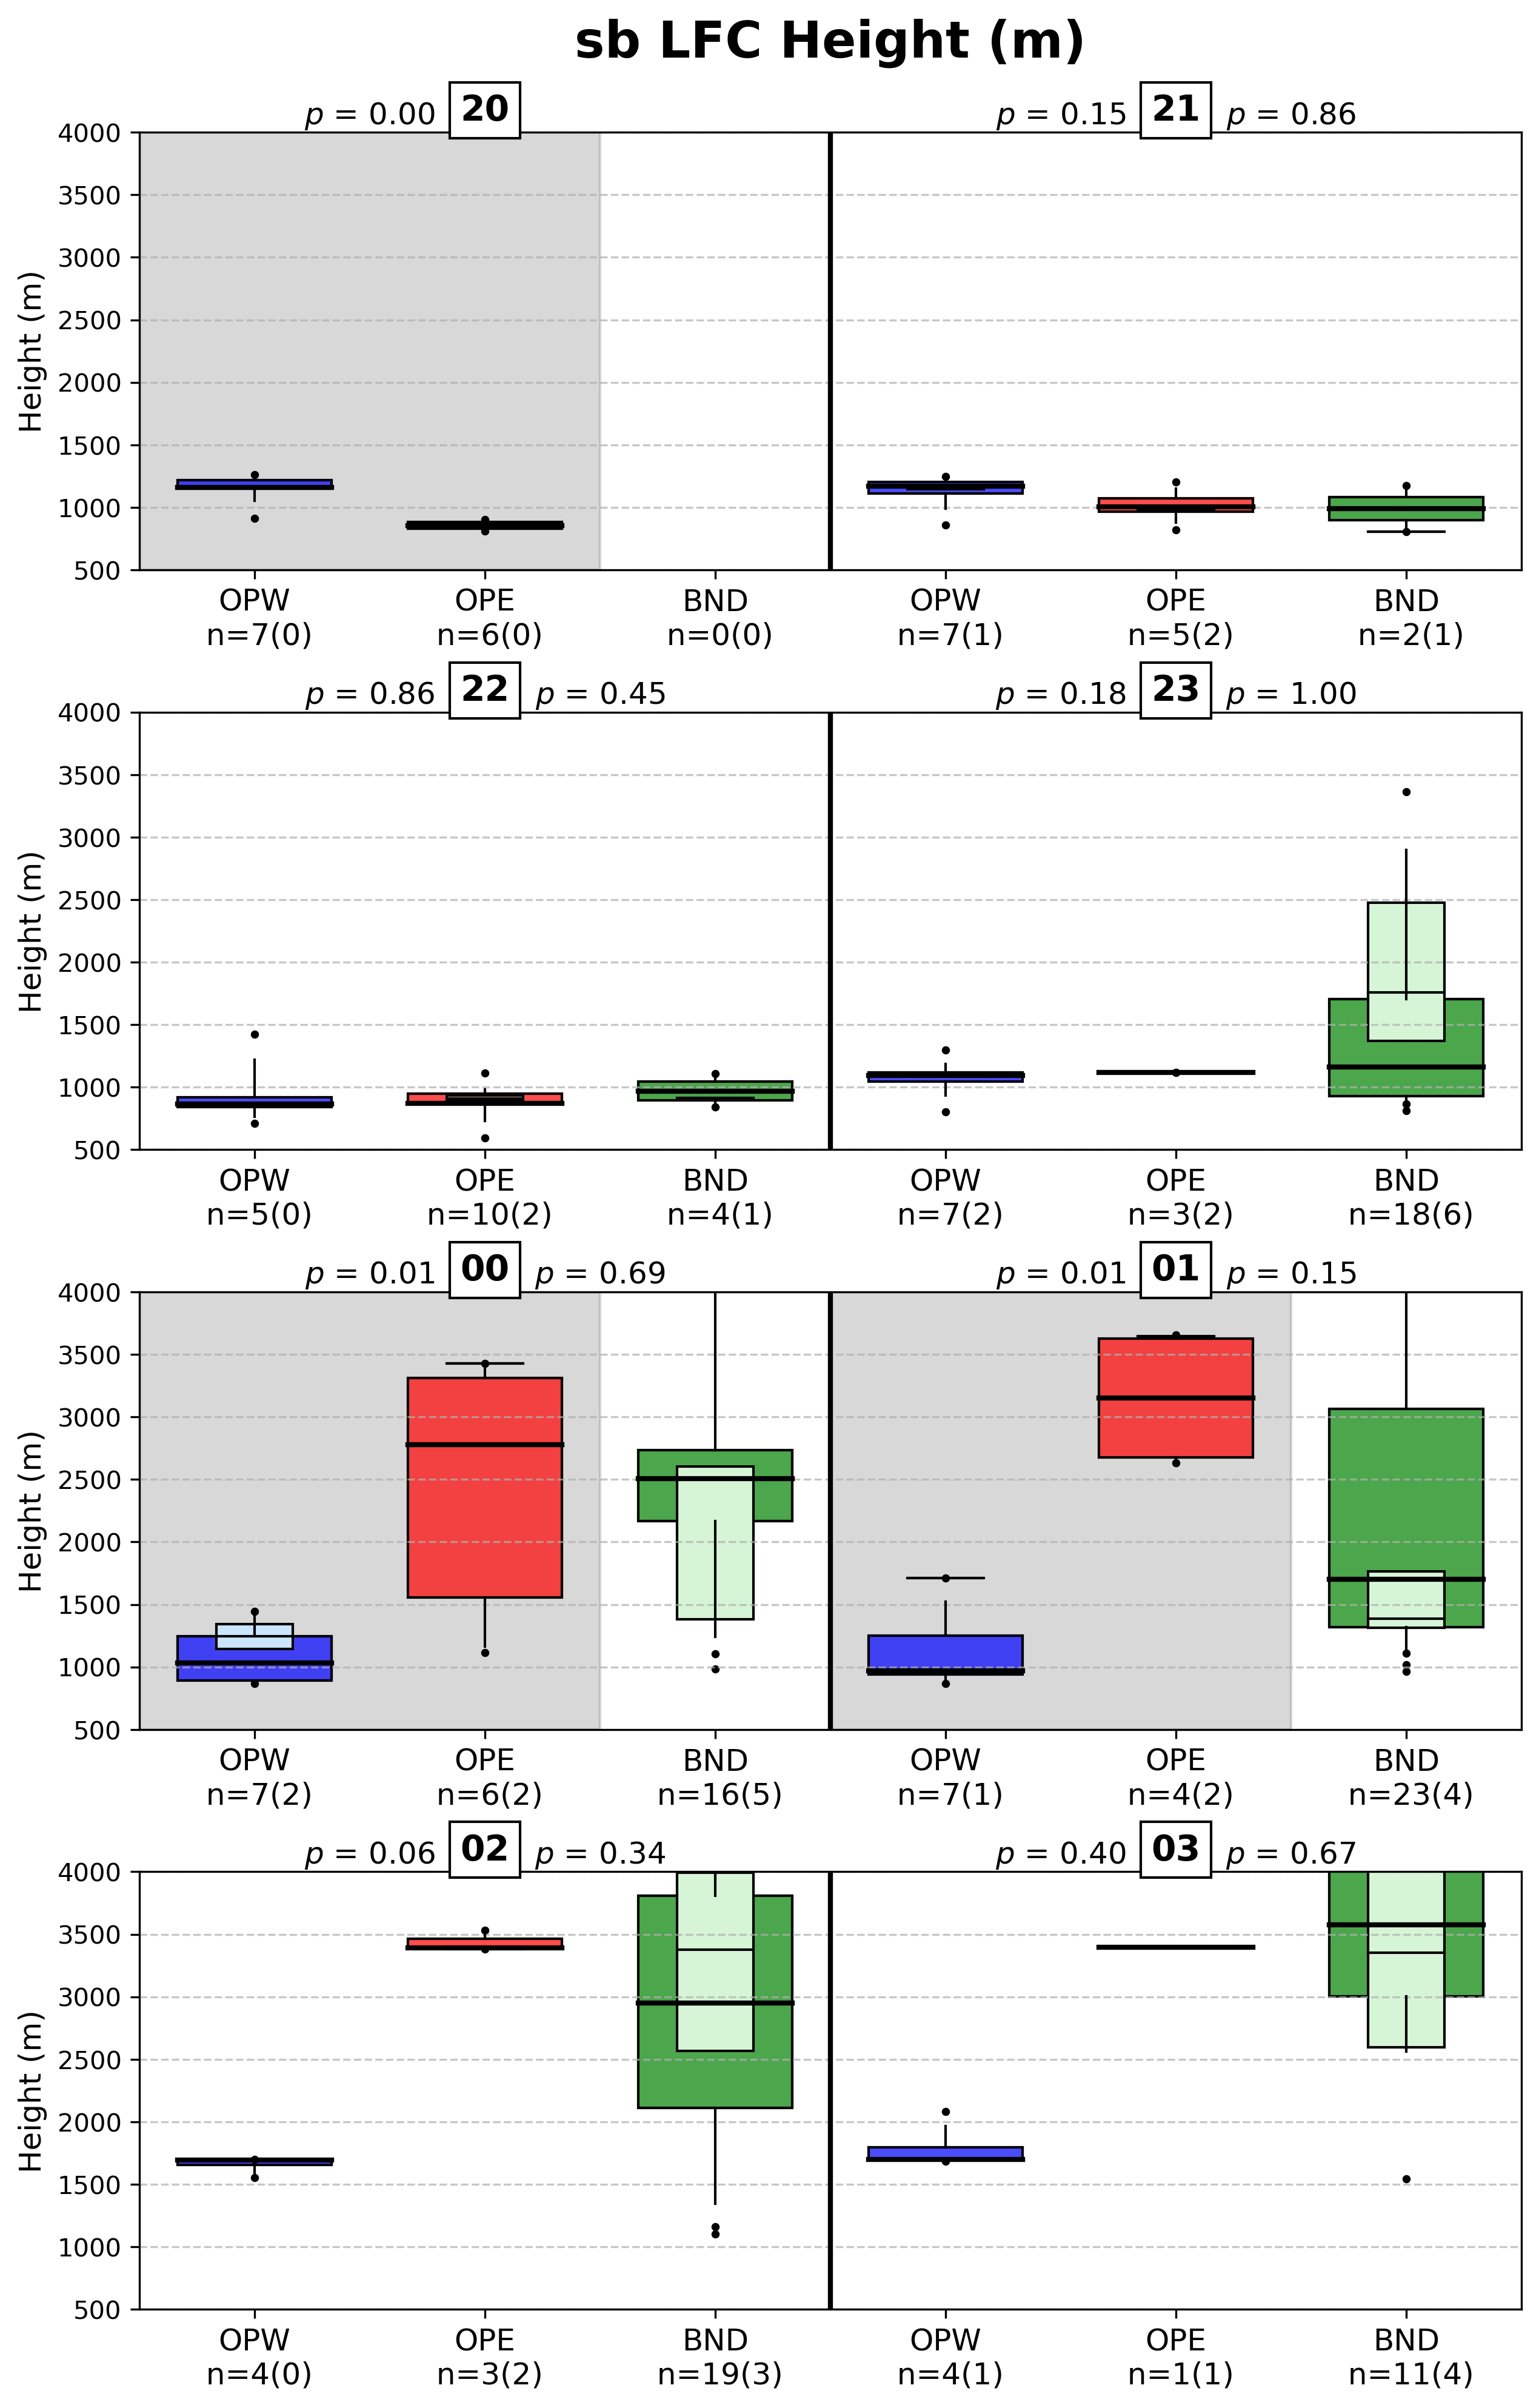 sb LFC Height (m)
p = 0.00 20
p = 0.15 21 p = 0.86
4000
3500
3000
2500
2000
1500
1000
500
Height (m)
OPW OPE BND OPW OPE BND
n=7(0) n=6(0) n=0(0) n=7(1) n=5(2) n=2(1)
p = 0.86 22 p = 0.45
p = 0.18 23 p = 1.00
4000
3500
3000
2500
2000
1500
1000
500
Height (m)
OPW OPE BND OPW OPE BND
n=5(0) n=10(2) n=4(1) n=7(2) n=3(2) n=18(6)
p = 0.01 00 p = 0.69
p = 0.01 01 p = 0.15
4000
3500
3000
2500
2000
1500
1000
500
Height (m)
OPW OPE BND OPW OPE BND
n=7(2) n=6(2) n=16(5) n=7(1) n=4(2) n=23(4)
p = 0.06 02 p = 0.34
p = 0.40 03 p = 0.67
4000
3500
3000
2500
2000
1500
1000
500
Height (m)
OPW OPE BND OPW OPE BND
n=4(0) n=3(2) n=19(3) n=4(1) n=1(1) n=11(4)